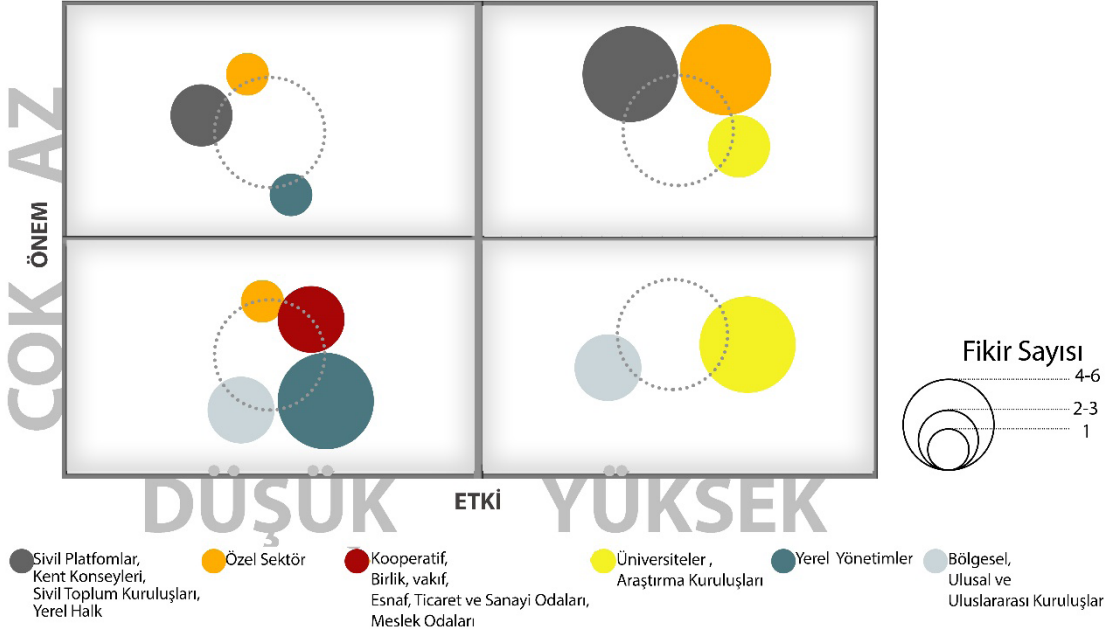 AZ
ÖNEM
COK
DÜŞÜK
ETKİ
YÜKSEK
Fikir Sayısı
4-6
2-3
1
Sivil Platfomlar,
Kent Konseyleri,
Sivil Toplum Kuruluşları,
Yerel Halk
Özel Sektör
Kooperatif,
Birlik, vakıf,
Esnaf, Ticaret ve Sanayi Odaları,
Meslek Odaları
Üniversiteler ,
Araştırma Kuruluşları
Yerel Yönetimler
Bölgesel,
Ulusal ve
Uluslararası Kuruluşlar